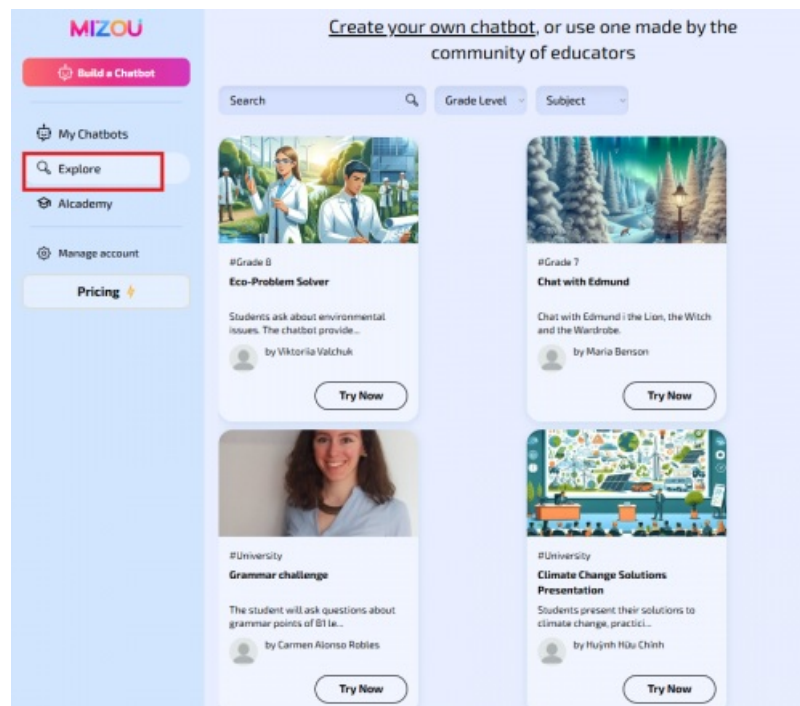 MIZOU
Build a Chatbot
My Chatbots
Explore
AIcademy
Manage account
Pricing
Create your own chatbot, or use one made by the
community of educators
Search
Grade Level
Subject
#Grade 8
Eco-Problem Solver
Students ask about environmental
issues. The chatbot provide...
by Viktoriia Valchuk
Try Now
#Grade 7
Chat with Edmund
Chat with Edmund i the Lion, the Witch
and the Wardrobe.
by Maria Benson
Try Now
#University
Grammar challenge
The student will ask questions about
grammar points of B1 le...
by Carmen Alonso Robles
Try Now
#University
Climate Change Solutions
Presentation
Students present their solutions to
climate change, practici...
by Huỳnh Hữu Chính
Try Now